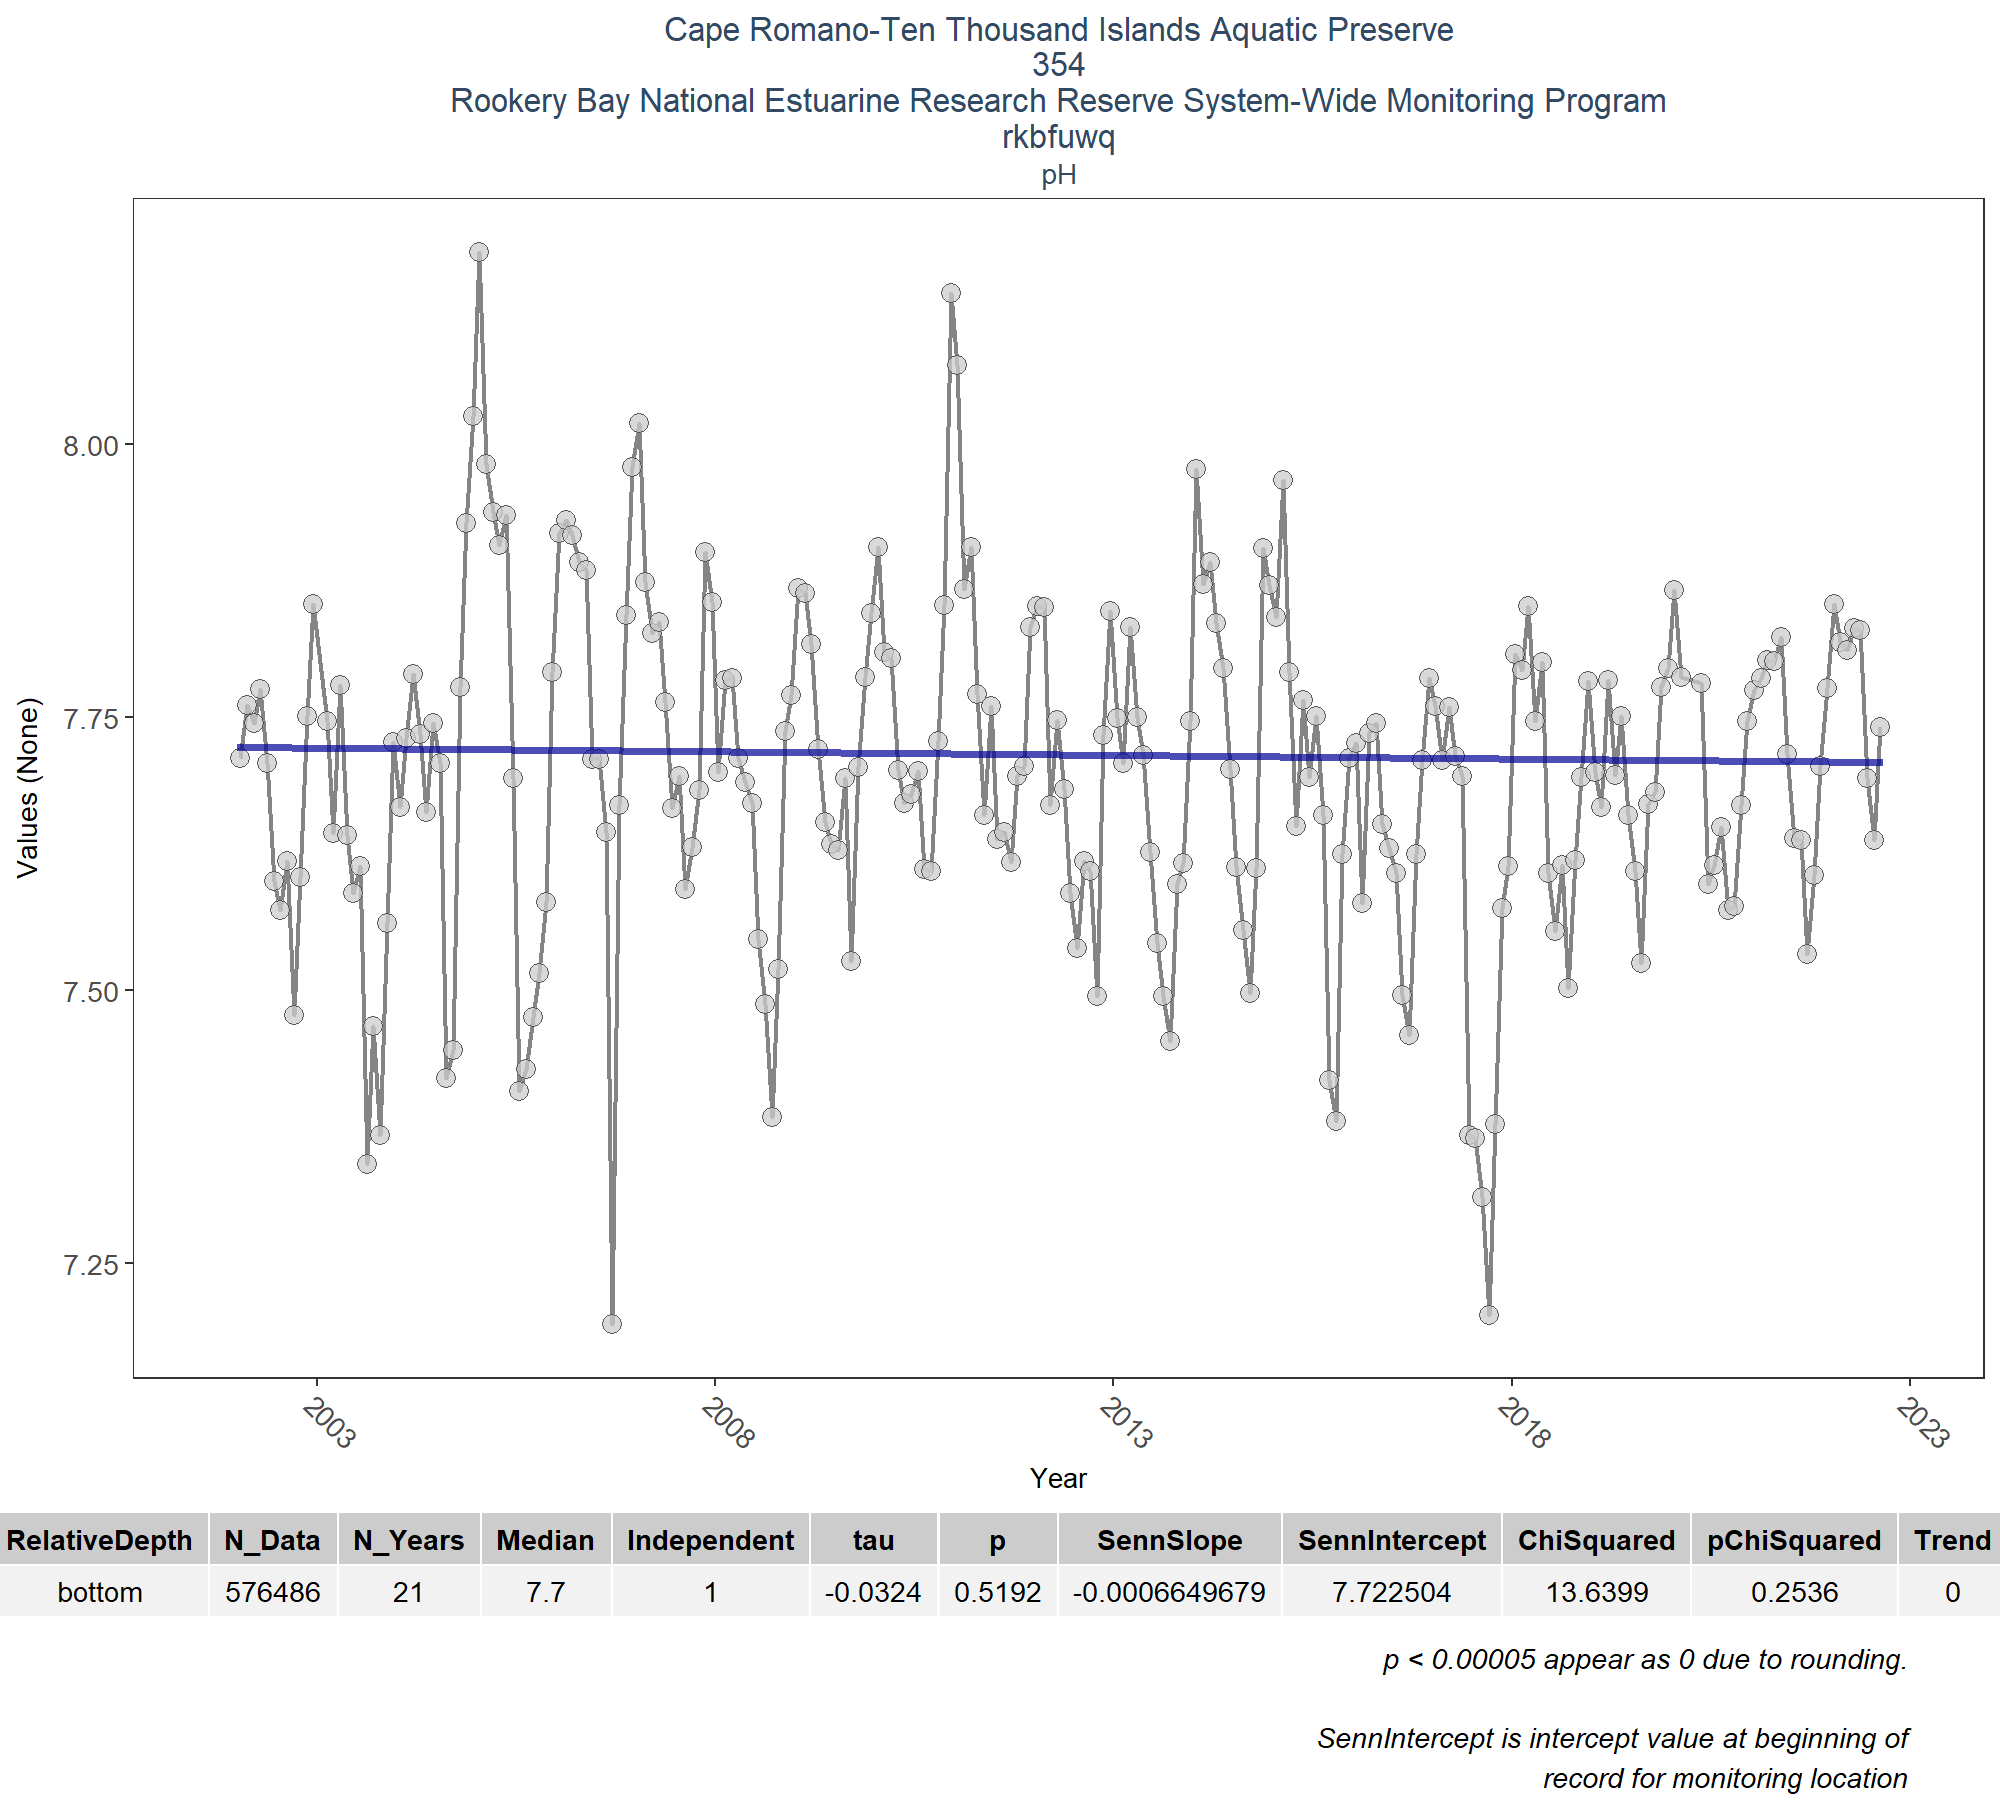 Cape Romano-Ten Thousand Islands Aquatic Preserve
354
Rookery Bay National Estuarine Research Reserve System-Wide Monitoring Program
rkbfuwq
pH
Values (None)
8.00
7.75
7.50
7.25
2003 2008 2013 2018 2023
Year
RelativeDepth N_Data N_Years Median Independent tau p SennSlope SennIntercept ChiSquared pChiSquared Trend
bottom 576486 21 7.7 1 -0.0324 0.5192 -0.0006649679 7.722504 13.6399 0.2536 0
p < 0.00005 appear as 0 due to rounding.
SennIntercept is intercept value at beginning of
record for monitoring location